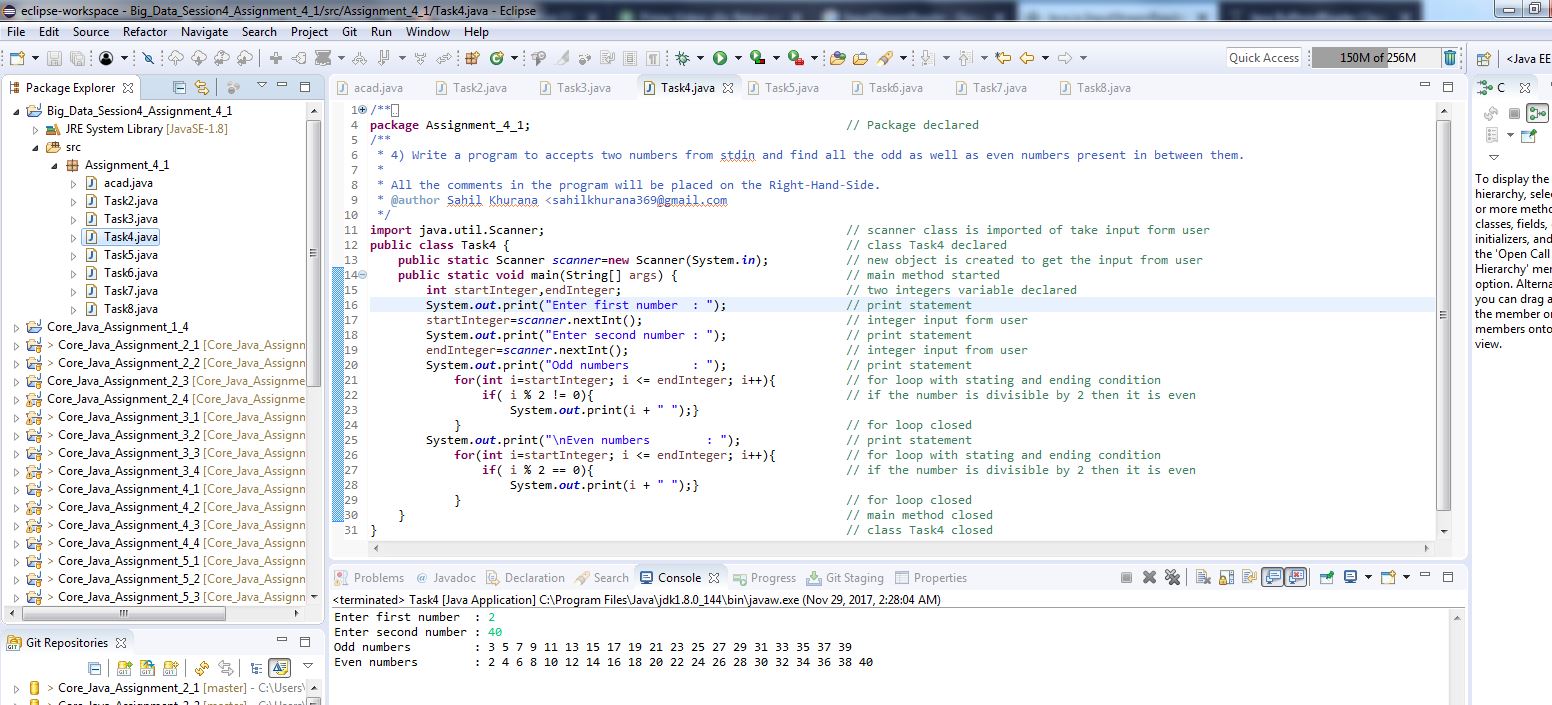 eclipse-workspace - Big_Data_Session4_Assignment_4_1/src/Assignment_4_1/Task4.java - Eclipse
File Edit Source Refactor Navigate Search Project Git Run Window Help
Quick Access 150M of 256M <Java EE
Package Explorer
Big_Data_Session4_Assignment_4_1
JRE System Library [JavaSE-1.8]
src
Assignment_4_1
acad.java
Task2.java
Task3.java
Task4.java
Task5.java
Task6.java
Task7.java
Task8.java
Core_Java_Assignment_1_4
> Core_Java_Assignment_2_1 [Core_Java_Assignn
> Core_Java_Assignment_2_2 [Core_Java_Assignn
Core_Java_Assignment_2_3 [Core_Java_Assignme
Core_Java_Assignment_2_4 [Core_Java_Assignme
> Core_Java_Assignment_3_1 [Core_Java_Assignn
> Core_Java_Assignment_3_2 [Core_Java_Assignn
> Core_Java_Assignment_3_3 [Core_Java_Assignn
> Core_Java_Assignment_3_4 [Core_Java_Assignn
> Core_Java_Assignment_4_1 [Core_Java_Assignn
> Core_Java_Assignment_4_2 [Core_Java_Assignn
> Core_Java_Assignment_4_3 [Core_Java_Assignn
> Core_Java_Assignment_4_4 [Core_Java_Assignn
> Core_Java_Assignment_5_1 [Core_Java_Assignn
> Core_Java_Assignment_5_2 [Core_Java_Assignn
> Core_Java_Assignment_5_3 [Core_Java_Assignn
Git Repositories
> Core_Java_Assignment_2_1 [master] - C:\Users\
acad.java Task2.java Task3.java Task4.java Task5.java Task6.java Task7.java Task8.java
1 /**
4 package Assignment_4_1; // Package declared
5 /**
6 * 4) Write a program to accepts two numbers from stdin and find all the odd as well as even numbers present in between them.
7 *
8 * All the comments in the program will be placed on the Right-Hand-Side.
9 * @author Sahil Khurana <sahilkhurana369@gmail.com
10 */
11 import java.util.Scanner; // scanner class is imported of take input form user
12 public class Task4 { // class Task4 declared
13 public static Scanner scanner=new Scanner(System.in); // new object is created to get the input from user
14 public static void main(String[] args) { // main method started
15 int startInteger,endInteger; // two integers variable declared
16 System.out.print("Enter first number  : "); // print statement
17 startInteger=scanner.nextInt(); // integer input form user
18 System.out.print("Enter second number : "); // print statement
19 endInteger=scanner.nextInt(); // integer input from user
20 System.out.print("Odd numbers         : "); // print statement
21 for(int i=startInteger; i <= endInteger; i++){ // for loop with stating and ending condition
22 if( i % 2 != 0){ // if the number is divisible by 2 then it is even
23 System.out.print(i + " ");}
24 } // for loop closed
25 System.out.print("\nEven numbers        : "); // print statement
26 for(int i=startInteger; i <= endInteger; i++){ // for loop with stating and ending condition
27 if( i % 2 == 0){ // if the number is divisible by 2 then it is even
28 System.out.print(i + " ");}
29 } // for loop closed
30 } // main method closed
31 } // class Task4 closed
Problems @ Javadoc Declaration Search Console Progress Git Staging Properties
<terminated> Task4 [Java Application] C:\Program Files\Java\jdk1.8.0_144\bin\javaw.exe (Nov 29, 2017, 2:28:04 AM)
Enter first number  : 2
Enter second number : 40
Odd numbers         : 3 5 7 9 11 13 15 17 19 21 23 25 27 29 31 33 35 37 39
Even numbers        : 2 4 6 8 10 12 14 16 18 20 22 24 26 28 30 32 34 36 38 40
C
To display the
hierarchy, selec
or more metho
classes, fields,
initializers, and
the 'Open Call
Hierarchy' mer
option. Alterna
you can drag a
the member or
members onto
view.